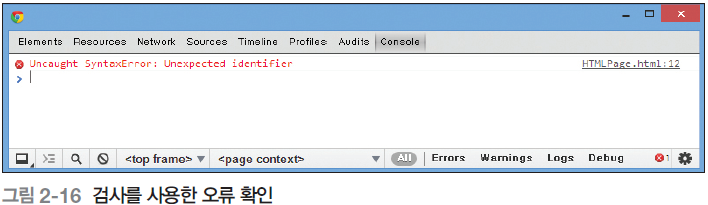 Elements Resources Network Sources Timeline Profiles Audits Console
Uncaught SyntaxError: Unexpected identifier HTMLPage.html:12
<top frame> <page context> All Errors Warnings Logs Debug 1
그림 2-16 검사를 사용한 오류 확인